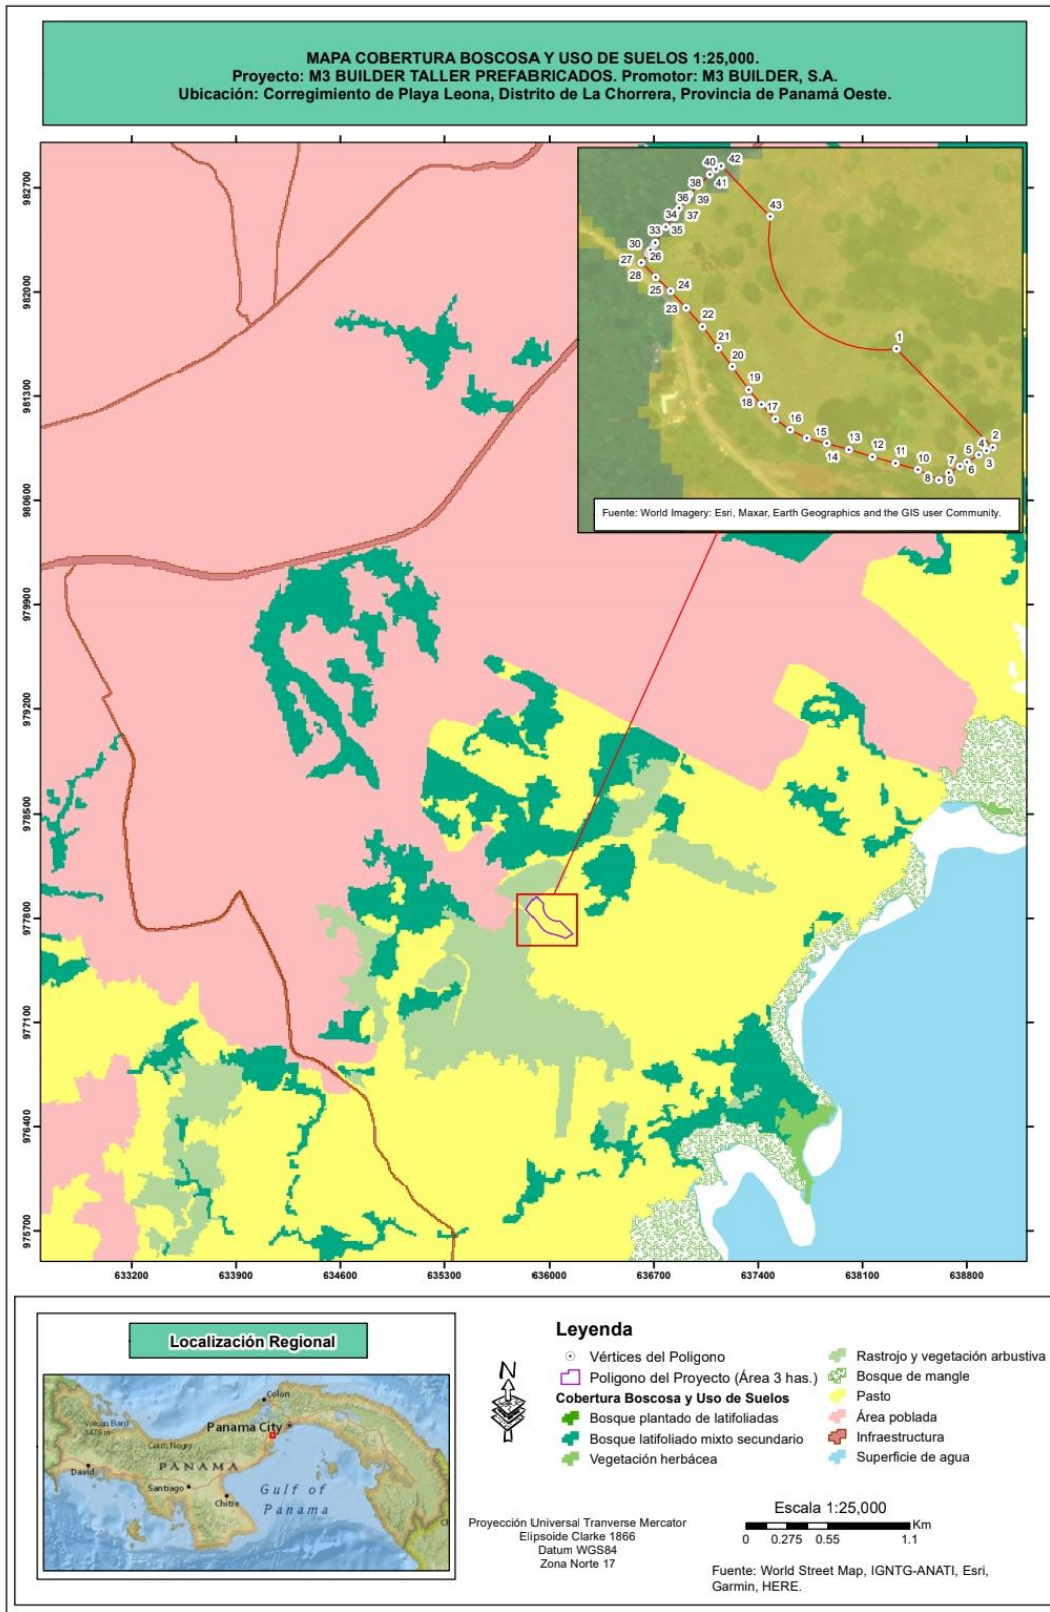 MAPA COBERTURA BOSCOSA Y USO DE SUELOS 1:25,000.
Proyecto: M3 BUILDER TALLER PREFABRICADOS. Promotor: M3 BUILDER, S.A.
Ubicación: Corregimiento de Playa Leona, Distrito de La Chorrera, Provincia de Panamá Oeste.
982700
982000
981300
980600
979900
979200
978500
977800
977100
976400
975700
40
42
41
38
39
36
37
34
35
33
30
26
27
28
25
24
23
22
21
20
19
18
17
16
15
14
13
12
11
10
8
9
7
6
5
4
3
2
1
43
Fuente: World Imagery: Esri, Maxar, Earth Geographics and the GIS user Community.
633200 633900 634600 635300 636000 636700 637400 638100 638800
Localización Regional
Colón
Panama City
Volcan Baru
3475 m
Cerro Negro
PANAMA
David
Santiago
Chitre
Gulf of
Panama
N
Leyenda
Vértices del Poligono
Poligono del Proyecto (Área 3 has.)
Cobertura Boscosa y Uso de Suelos
Bosque plantado de latifoliadas
Bosque latifoliado mixto secundario
Vegetación herbácea
Rastrojo y vegetación arbustiva
Bosque de mangle
Pasto
Área poblada
Infraestructura
Superficie de agua
Proyección Universal Tranverse Mercator
Elipsoide Clarke 1866
Datum WGS84
Zona Norte 17
Escala 1:25,000
Km
0 0.275 0.55 1.1
Fuente: World Street Map, IGNTG-ANATI, Esri,
Garmin, HERE.